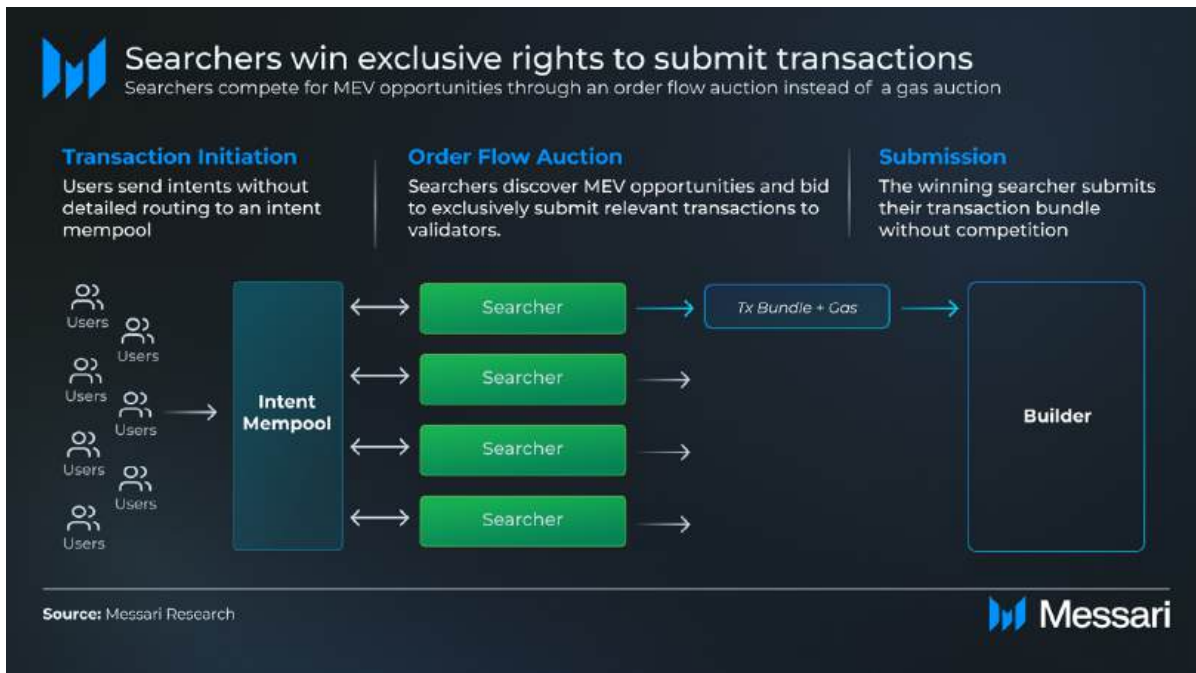 Searchers win exclusive rights to submit transactions
Searchers compete for MEV opportunities through an order flow auction instead of a gas auction
Transaction Initiation
Users send intents without
detailed routing to an intent
mempool
Order Flow Auction
Searchers discover MEV opportunities and bid
to exclusively submit relevant transactions to
validators.
Submission
The winning searcher submits
their transaction bundle
without competition
Users
Users
Users
Users
Users
Users
Users
Intent
Mempool
Searcher
Searcher
Searcher
Searcher
Tx Bundle + Gas
Builder
Source: Messari Research
Messari